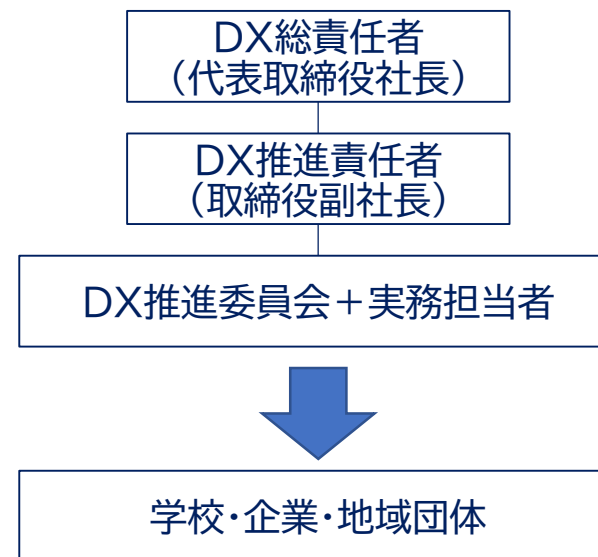 DX総責任者
（代表取締役社長）
DX推進責任者
（取締役副社長）
DX推進委員会＋実務担当者
学校・企業・地域団体